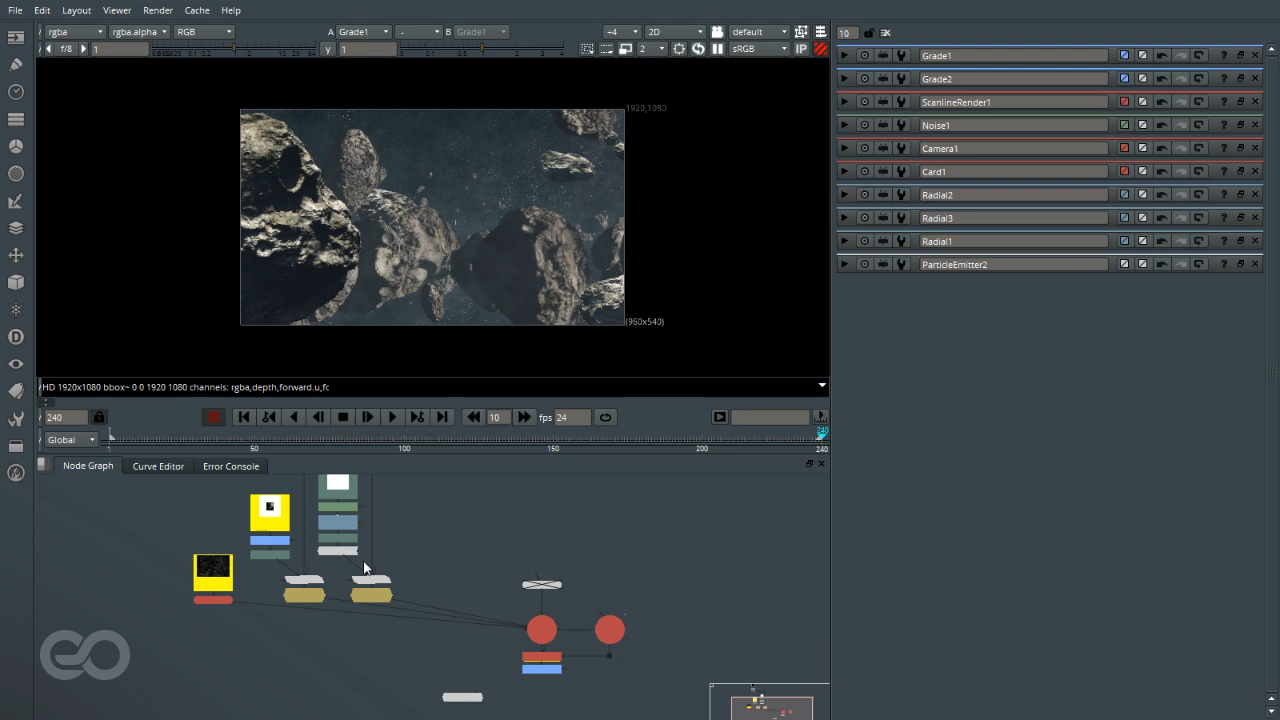 File Edit Layout Viewer Render Cache Help
rgba rgba.alpha RGB A Grade1 - B Grade1 ÷4 2D default
f/8 1 y 1 2 sRGB IP
10
Grade1 ?
Grade2 ?
ScanlineRender1 ?
Noise1 ?
Camera1 ?
Card1 ?
Radial2 ?
Radial3 ?
Radial1 ?
ParticleEmitter2 ?
1920,1080
(960x540)
HD 1920x1080 bbox~ 0 0 1920 1080 channels: rgba,depth,forward.u,fc
240 10 fps 24
Global 50 100 150 200 240
240
Node Graph Curve Editor Error Console